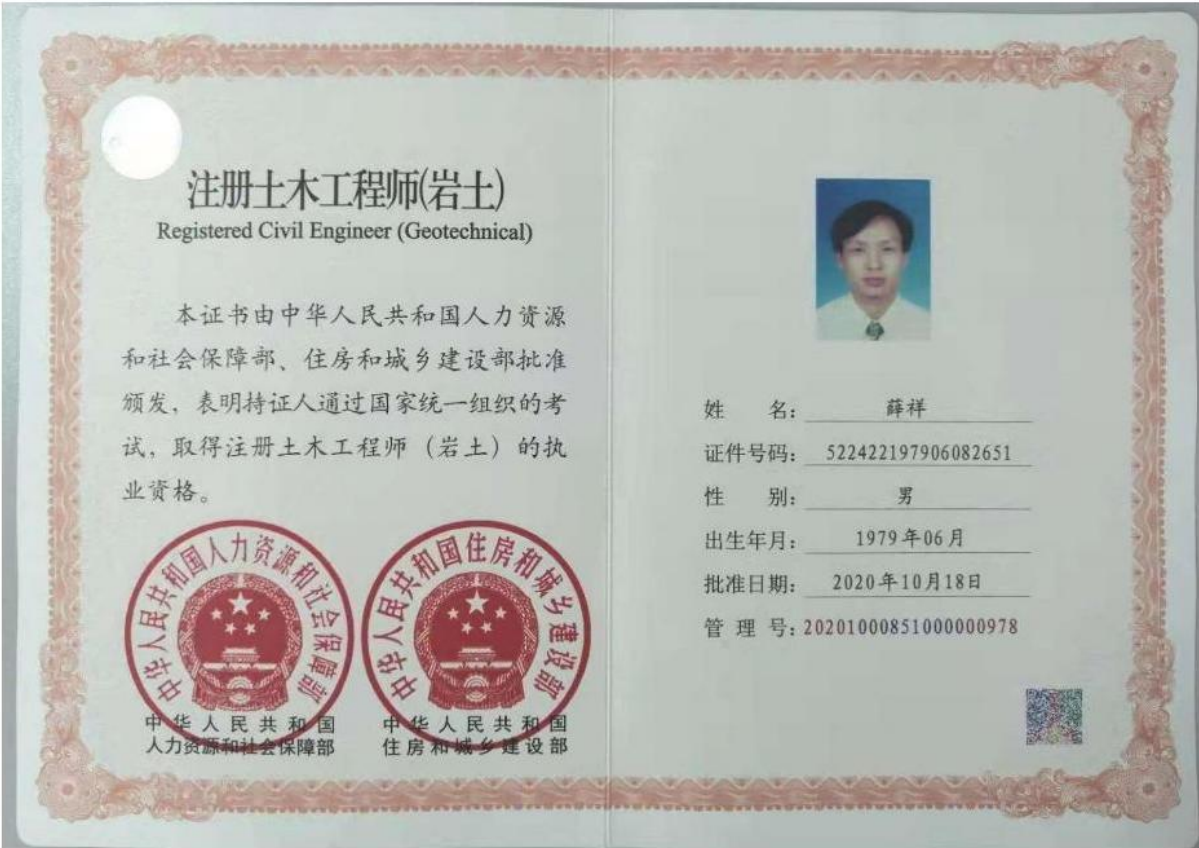 注册土木工程师(岩土)
Registered Civil Engineer (Geotechnical)
本证书由中华人民共和国人力资源
和社会保障部、住房和城乡建设部批准
颁发，表明持证人通过国家统一组织的考
试，取得注册土木工程师（岩土）的执
业资格。
中华人民共和国人力资源和社会保障部
中华人民共和国住房和城乡建设部
中华人民共和国
人力资源和社会保障部
中华人民共和国
住房和城乡建设部
姓 名： 薛祥
证件号码： 522422197906082651
性 别： 男
出生年月： 1979年06月
批准日期： 2020年10月18日
管 理 号： 20201000851000000978